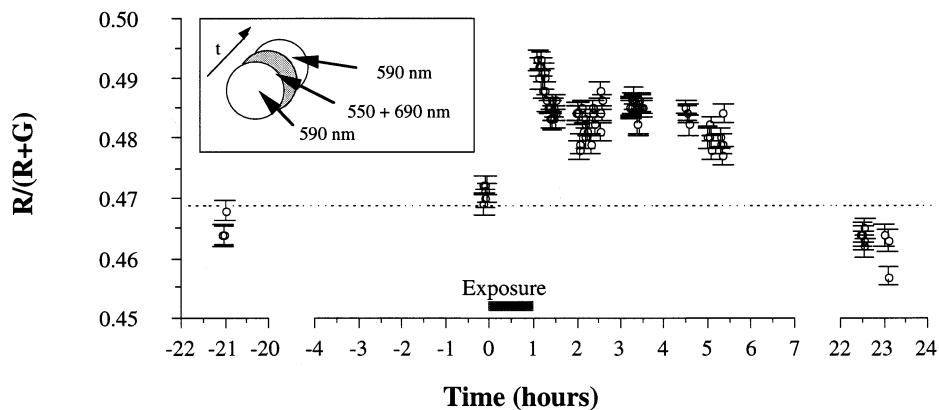 0.50
0.49
0.48
0.47
0.46
0.45
R/(R+G)
t
590 nm
550 + 690 nm
590 nm
Exposure
-22 -21 -20 -4 -3 -2 -1 0 1 2 3 4 5 6 7 22 23 24
Time (hours)